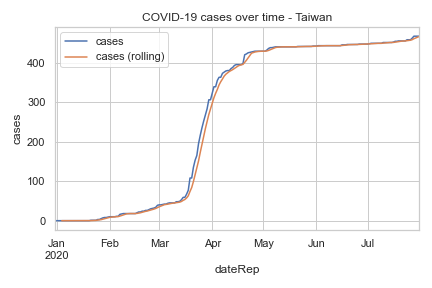 COVID-19 cases over time - Taiwan
cases
cases (rolling)
cases
400
300
200
100
0
Jan Feb Mar Apr May Jun Jul
2020
dateRep